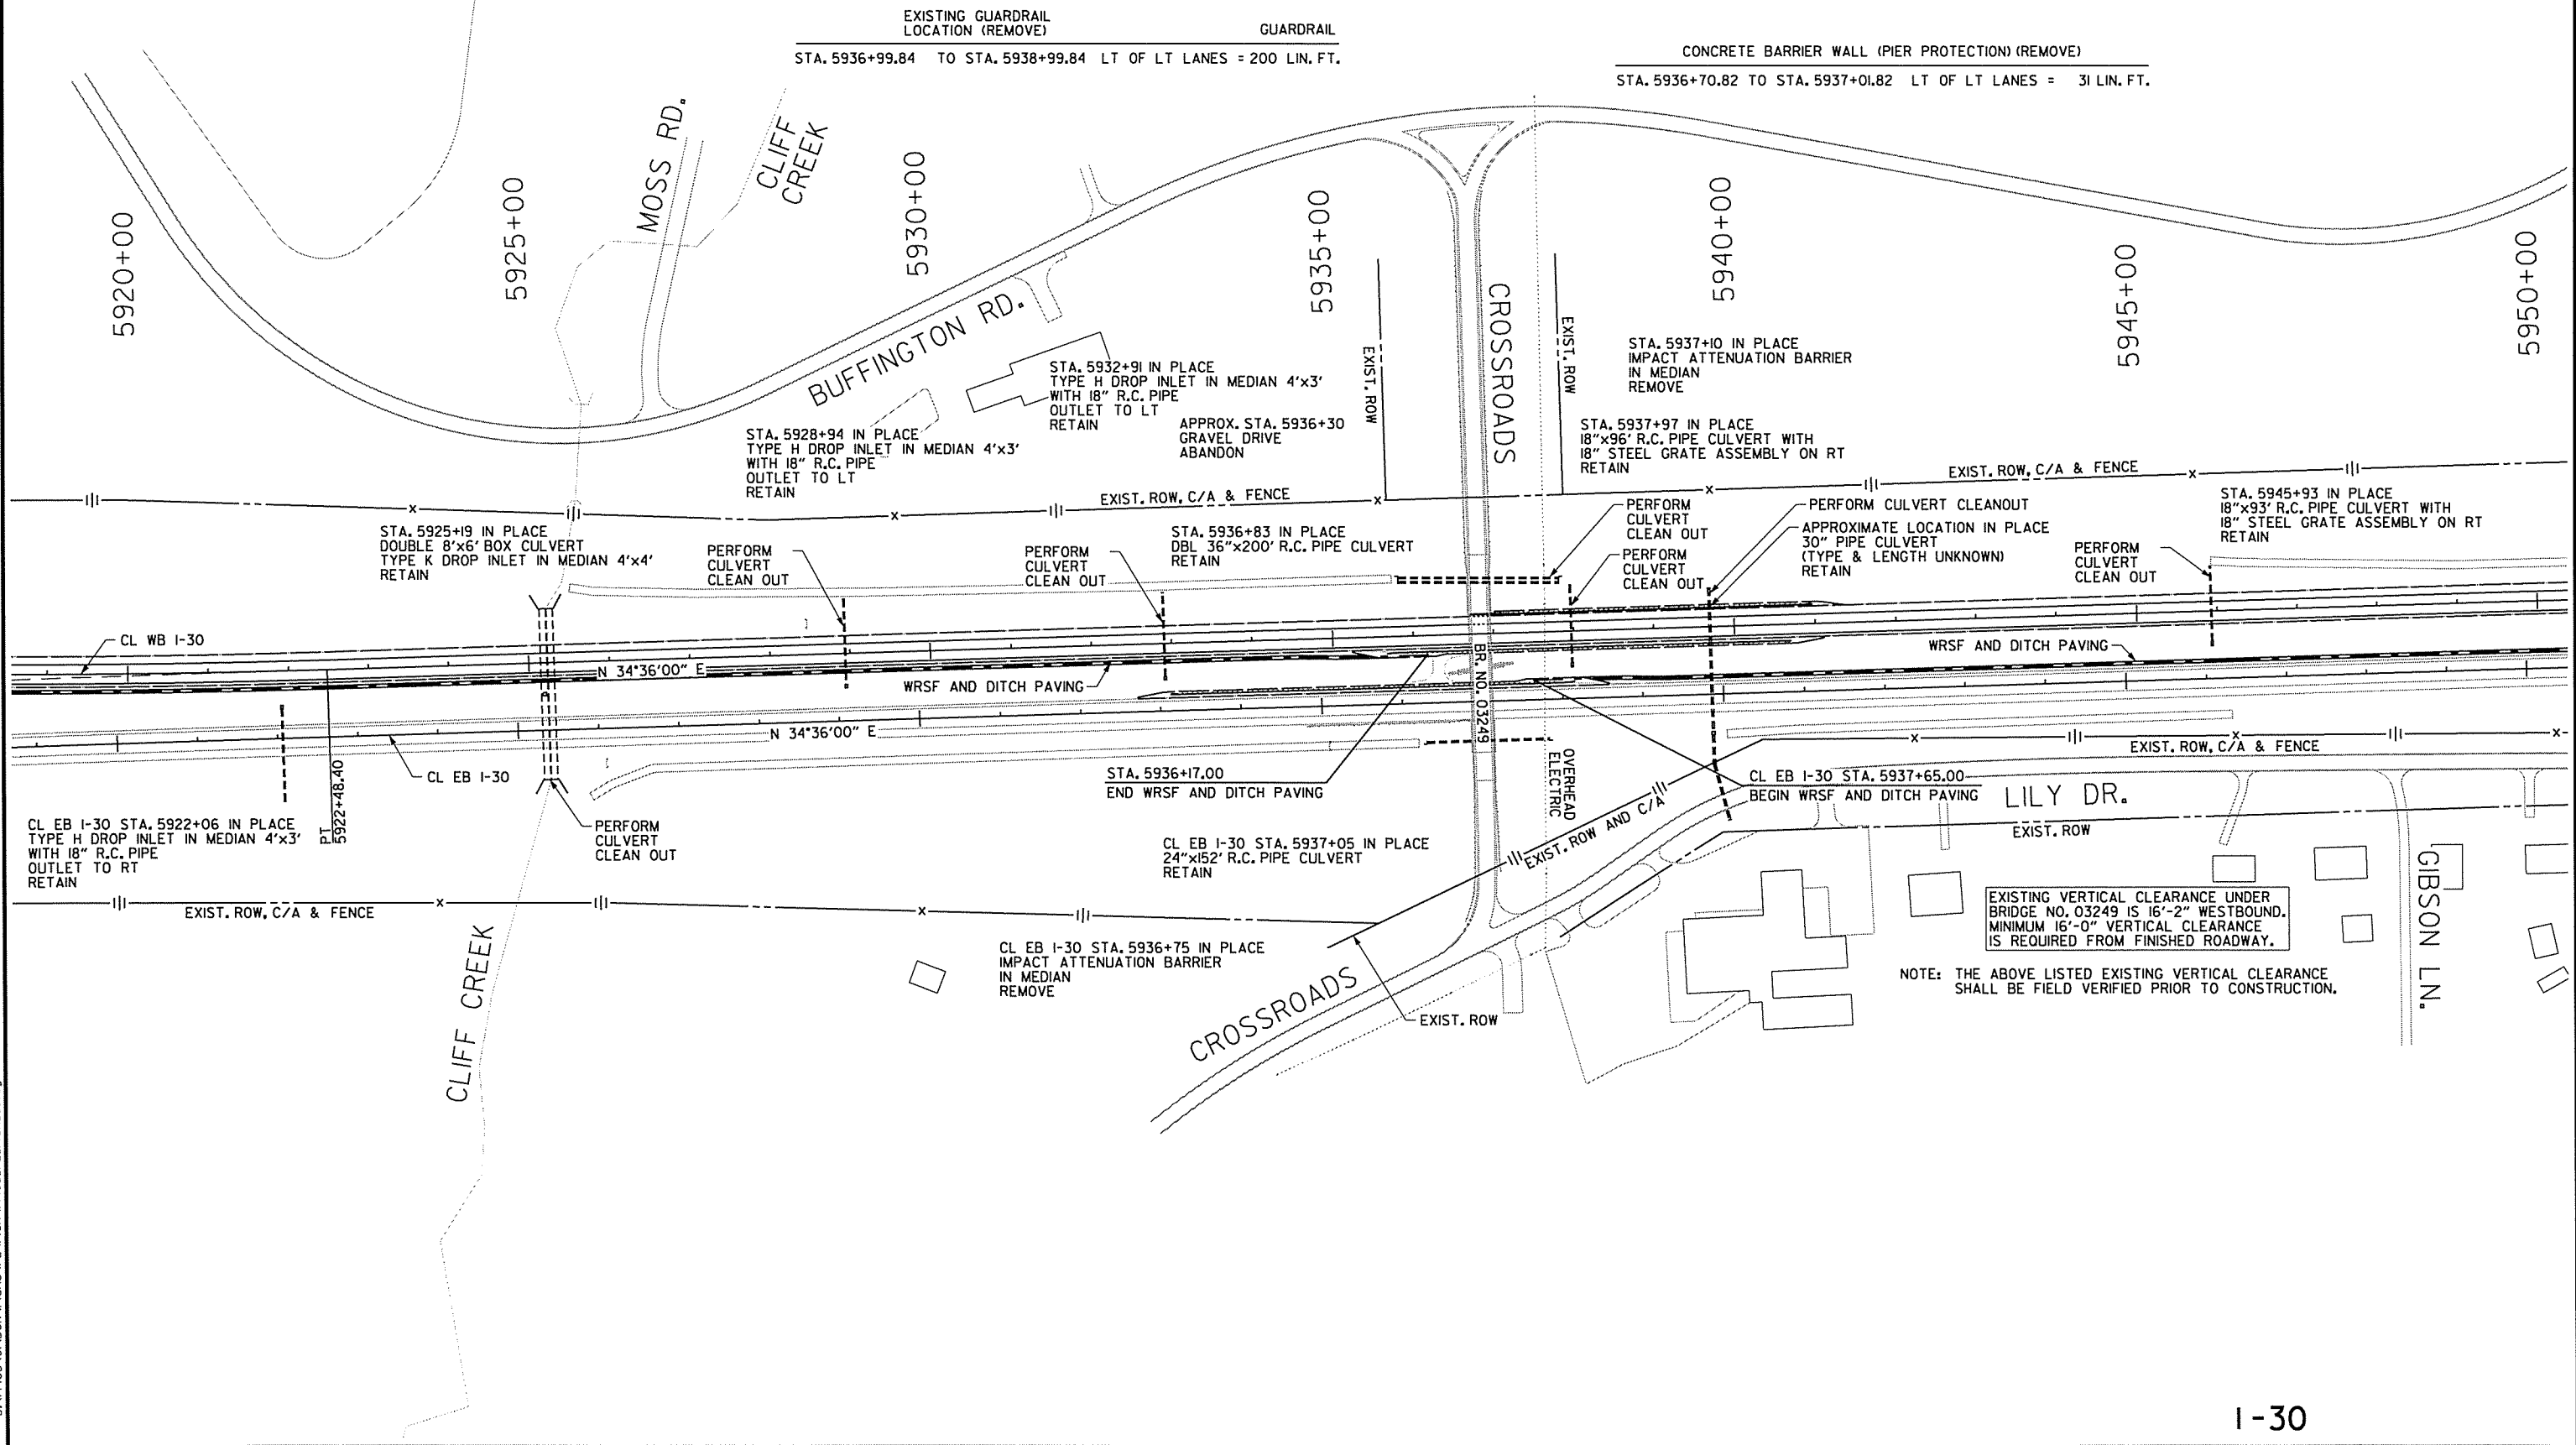 EXISTING GUARDRAIL
LOCATION (REMOVE) GUARDRAIL
STA. 5936+99.84 TO STA. 5938+99.84 LT OF LT LANES = 200 LIN. FT.
CONCRETE BARRIER WALL (PIER PROTECTION) (REMOVE)
STA. 5936+70.82 TO STA. 5937+01.82 LT OF LT LANES = 31 LIN. FT.
MOSS RD.
CLIFF
CREEK
5920+00
5925+00
5930+00
5935+00
5940+00
5945+00
5950+00
BUFFINGTON RD.
CROSSROADS
EXIST. ROW
EXIST. ROW
STA. 5932+91 IN PLACE
TYPE H DROP INLET IN MEDIAN 4'x3'
WITH 18" R.C. PIPE
OUTLET TO LT
RETAIN
STA. 5937+10 IN PLACE
IMPACT ATTENUATION BARRIER
IN MEDIAN
REMOVE
STA. 5928+94 IN PLACE
TYPE H DROP INLET IN MEDIAN 4'x3'
WITH 18" R.C. PIPE
OUTLET TO LT
RETAIN
APPROX. STA. 5936+30
GRAVEL DRIVE
ABANDON
STA. 5937+97 IN PLACE
18"x96' R.C. PIPE CULVERT WITH
18" STEEL GRATE ASSEMBLY ON RT
RETAIN
EXIST. ROW, C/A & FENCE
EXIST. ROW, C/A & FENCE
STA. 5925+19 IN PLACE
DOUBLE 8'x6' BOX CULVERT
TYPE K DROP INLET IN MEDIAN 4'x4'
RETAIN
PERFORM
CULVERT
CLEAN OUT
PERFORM
CULVERT
CLEAN OUT
STA. 5936+83 IN PLACE
DBL 36"x200' R.C. PIPE CULVERT
RETAIN
PERFORM
CULVERT
CLEAN OUT
PERFORM
CULVERT
CLEAN OUT
PERFORM CULVERT CLEANOUT
APPROXIMATE LOCATION IN PLACE
30" PIPE CULVERT
(TYPE & LENGTH UNKNOWN)
RETAIN
PERFORM
CULVERT
CLEAN OUT
STA. 5945+93 IN PLACE
18"x93' R.C. PIPE CULVERT WITH
18" STEEL GRATE ASSEMBLY ON RT
RETAIN
CL WB I-30
N 34°36'00" E
WRSF AND DITCH PAVING
BR. NO. 03249
WRSF AND DITCH PAVING
N 34°36'00" E
CL EB I-30
PT
5922+48.40
STA. 5936+17.00
END WRSF AND DITCH PAVING
OVERHEAD
ELECTRIC
EXIST. ROW AND C/A
CL EB I-30 STA. 5937+65.00
BEGIN WRSF AND DITCH PAVING
EXIST. ROW, C/A & FENCE
LILY DR.
EXIST. ROW
CL EB I-30 STA. 5922+06 IN PLACE
TYPE H DROP INLET IN MEDIAN 4'x3'
WITH 18" R.C. PIPE
OUTLET TO RT
RETAIN
PERFORM
CULVERT
CLEAN OUT
CL EB I-30 STA. 5937+05 IN PLACE
24"x152' R.C. PIPE CULVERT
RETAIN
EXIST. ROW, C/A & FENCE
CLIFF CREEK
CL EB I-30 STA. 5936+75 IN PLACE
IMPACT ATTENUATION BARRIER
IN MEDIAN
REMOVE
CROSSROADS
EXIST. ROW
EXISTING VERTICAL CLEARANCE UNDER
BRIDGE NO. 03249 IS 16'-2" WESTBOUND.
MINIMUM 16'-0" VERTICAL CLEARANCE
IS REQUIRED FROM FINISHED ROADWAY.
NOTE: THE ABOVE LISTED EXISTING VERTICAL CLEARANCE
SHALL BE FIELD VERIFIED PRIOR TO CONSTRUCTION.
GIBSON LN.
I-30